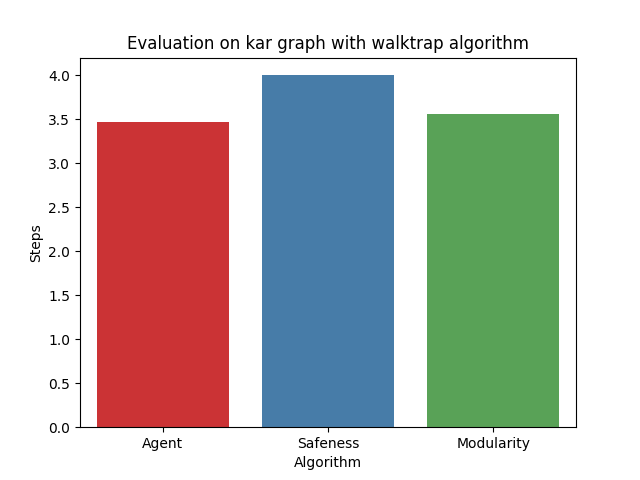 Evaluation on kar graph with walktrap algorithm
4.0
3.5
3.0
2.5
2.0
1.5
1.0
0.5
0.0
Steps
Agent
Safeness
Modularity
Algorithm